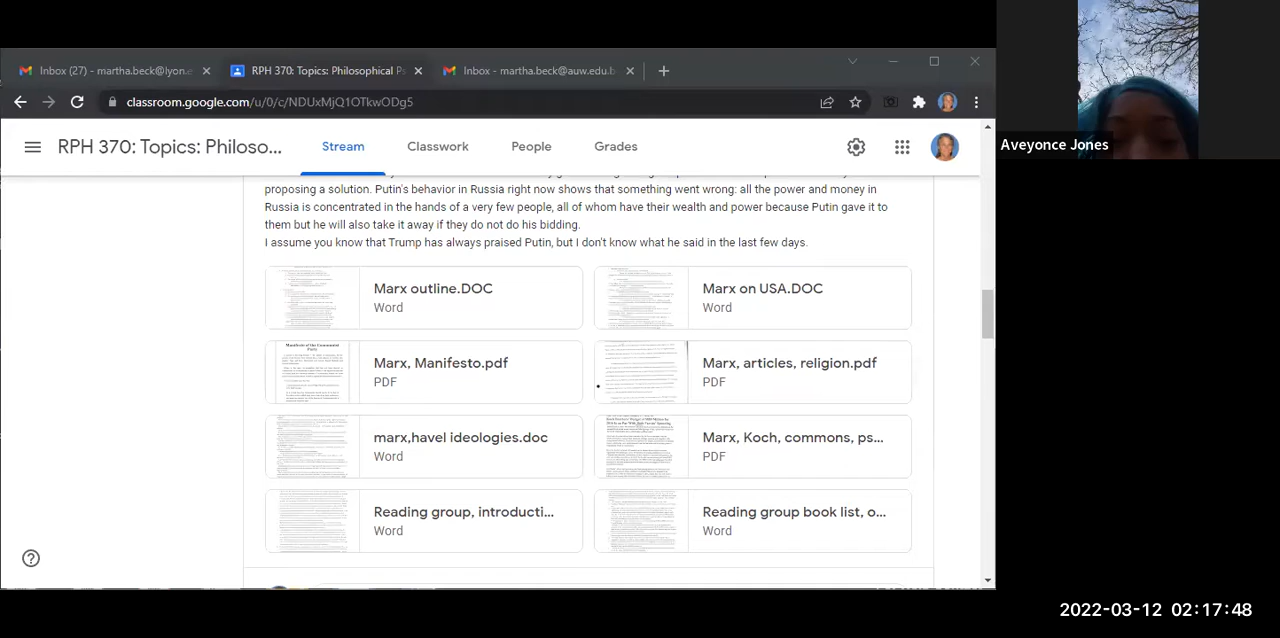 Inbox (27) - martha.beck@lyon.e
RPH 370: Topics: Philosophical Ps
Inbox - martha.beck@auw.edu.b
classroom.google.com/u/0/c/NDUxMjQ1OTkwODg5
Aveyonce Jones
RPH 370: Topics: Philoso...
Stream
Classwork
People
Grades
proposing a solution. Putin's behavior in Russia right now shows that something went wrong: all the power and money in
Russia is concentrated in the hands of a very few people, all of whom have their wealth and power because Putin gave it to
them but he will also take it away if they do not do his bidding.
I assume you know that Trump has always praised Putin, but I don't know what he said in the last few days.
Marx outline.DOC
Word
Marx on USA.DOC
Word
Marx, Manifesto.pdf
PDF
religion.pdf
PDF
havel ideologies.doc
Word
Marx, Koch, commons, ps...
PDF
Reading group, introducti...
Word
Reading group book list, o...
Word
2022-03-12 02:17:48